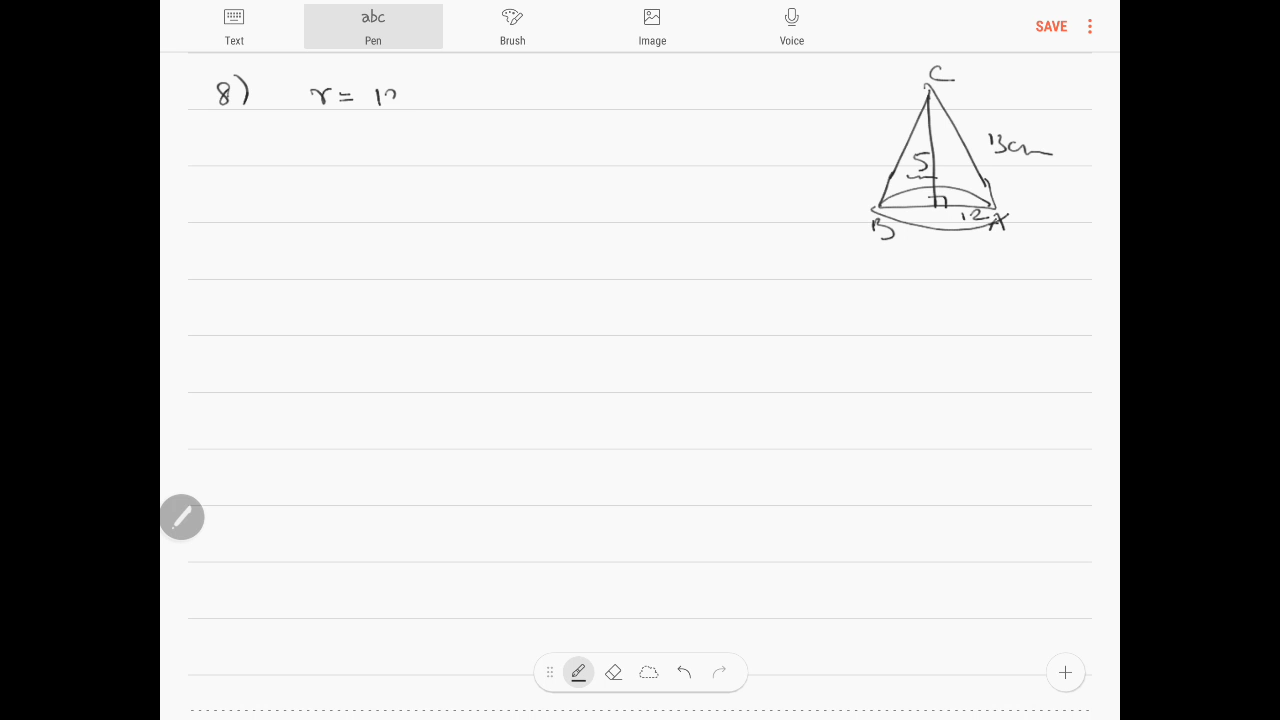 Text
Pen
Brush
Image
Voice
SAVE
abc
8) r = 12
C
13cm
5
12
B
A